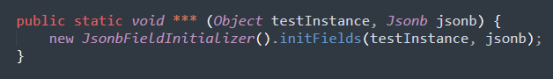 public static void *** (Object testInstance, Jsonb jsonb) {
    new JsonbFieldInitializer().initFields(testInstance, jsonb);
}